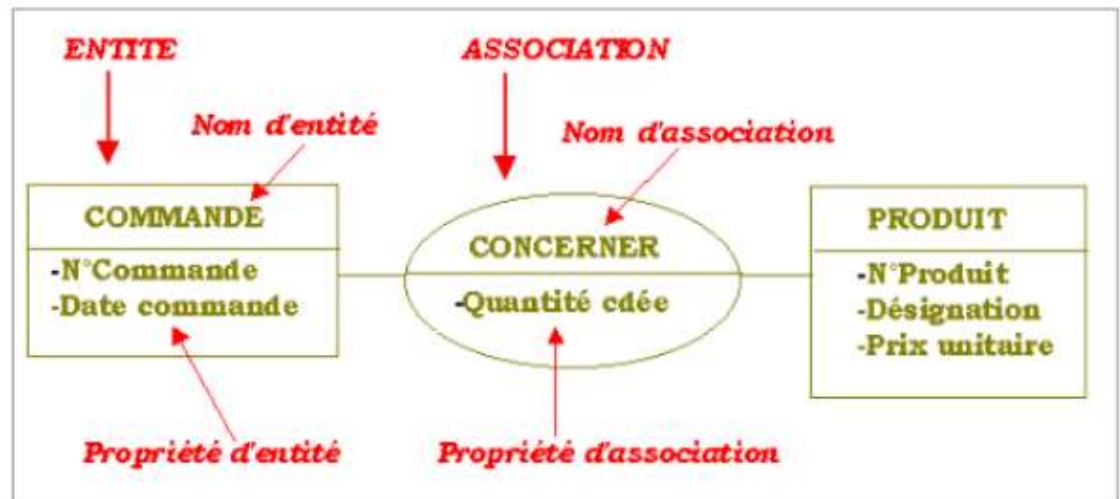 ENTITE
ASSOCIATION
Nom d'entité
Nom d'association
COMMANDE
-N°Commande
-Date commande
CONCERNER
-Quantité cdée
PRODUIT
-N°Produit
-Désignation
-Prix unitaire
Propriété d'entité
Propriété d'association